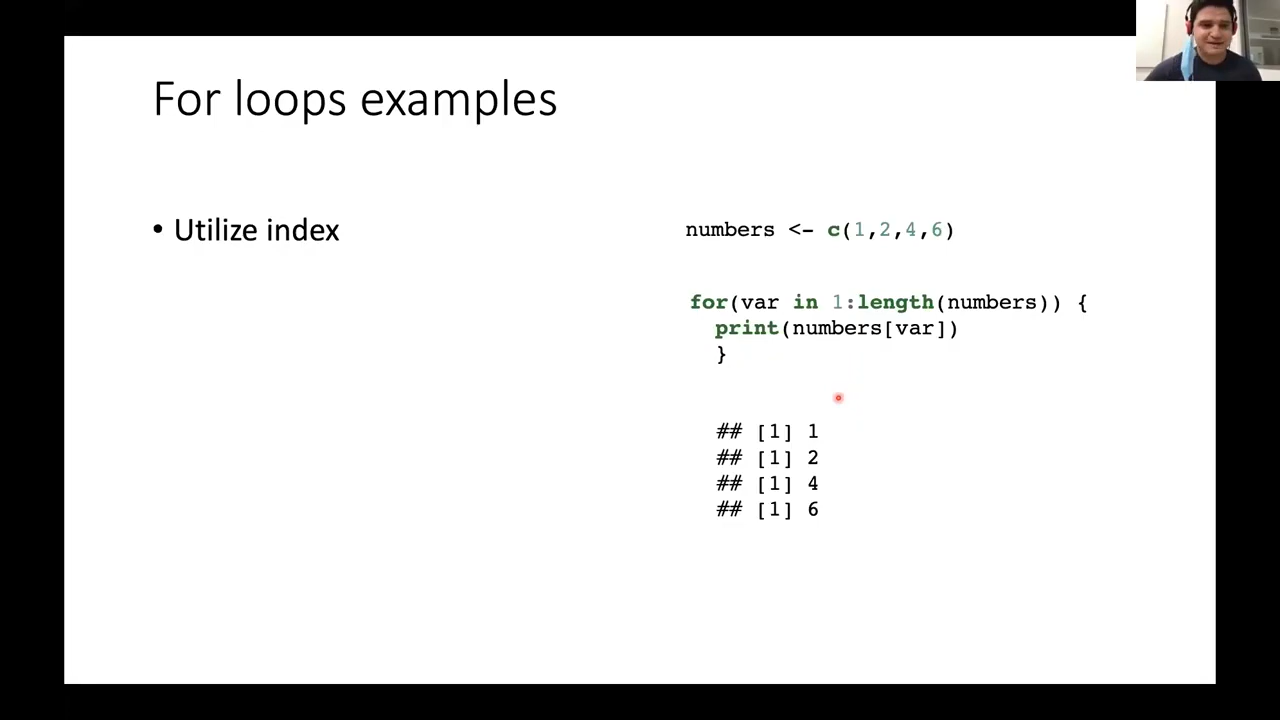 For loops examples
• Utilize index
numbers <- c(1,2,4,6)
for(var in 1:length(numbers)) {
print(numbers[var])
}
## [1] 1
## [1] 2
## [1] 4
## [1] 6